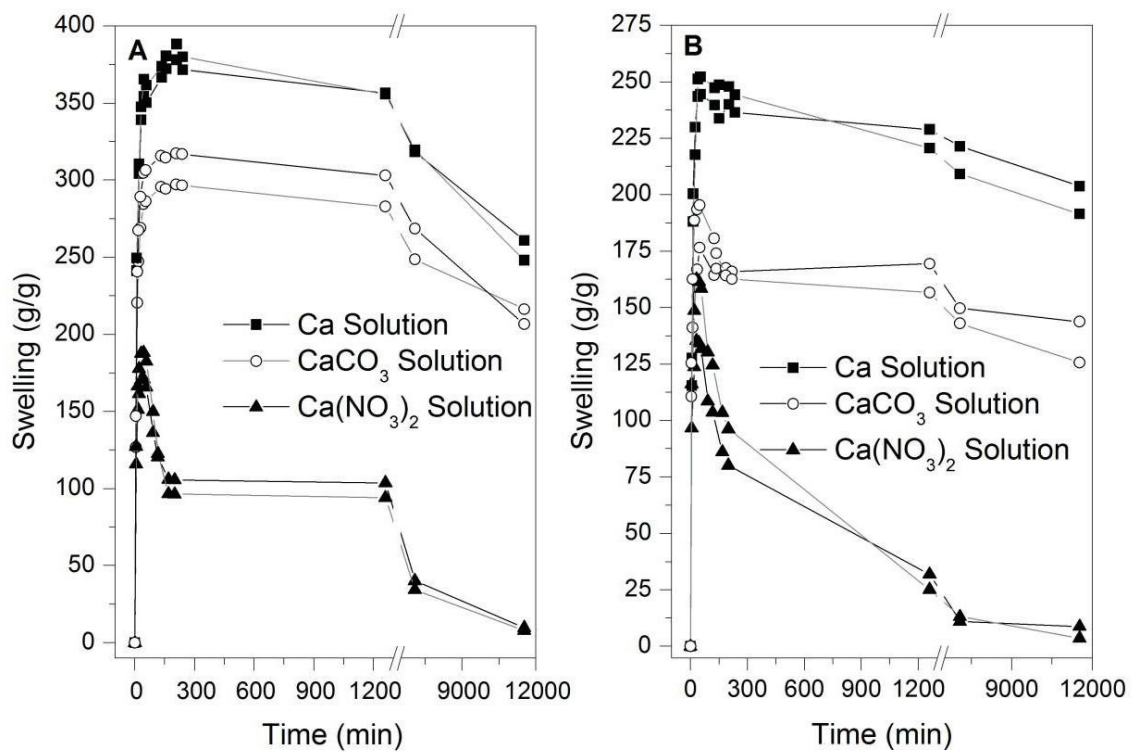 A
400
350
300
250
200
150
100
50
0
Swelling (g/g)
Ca Solution
CaCO₃ Solution
Ca(NO₃)₂ Solution
0 300 600 900 1200 9000 12000
Time (min)
B
275
250
225
200
175
150
125
100
75
50
25
0
Swelling (g/g)
Ca Solution
CaCO₃ Solution
Ca(NO₃)₂ Solution
0 300 600 900 1200 9000 12000
Time (min)